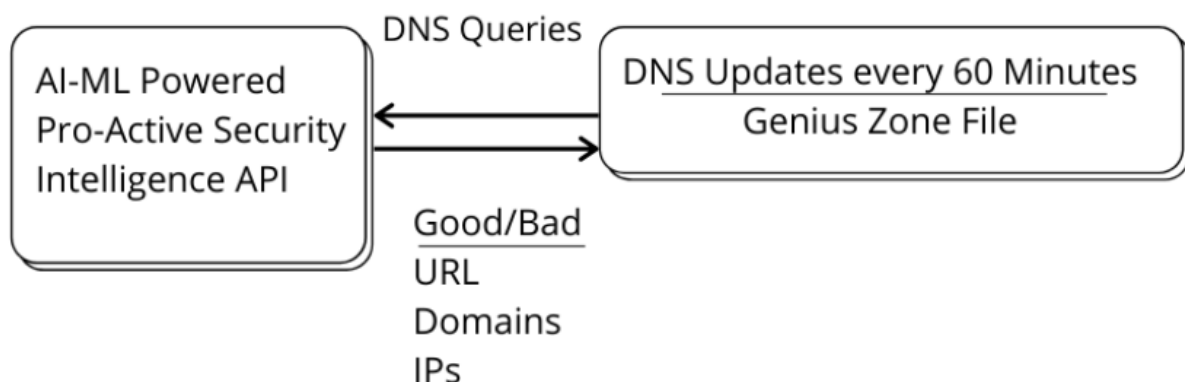 DNS Queries
AI-ML Powered
Pro-Active Security
Intelligence API
DNS Updates every 60 Minutes
Genius Zone File
Good/Bad
URL
Domains
IPs